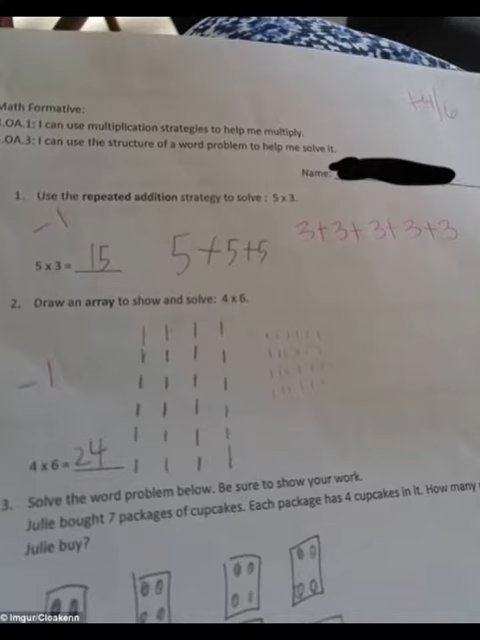 +4/6
Math Formative:
.OA.1: I can use multiplication strategies to help me multiply.
.OA.3: I can use the structure of a word problem to help me solve it.
Name:
1. Use the repeated addition strategy to solve : 5 x 3.
-1
5 x 3 = 15 5+5+5 3+3+3+3+3
2. Draw an array to show and solve: 4 x 6.
-1
4 x 6 = 24
3. Solve the word problem below. Be sure to show your work.
Julie bought 7 packages of cupcakes. Each package has 4 cupcakes in it. How many
Julie buy?
© Imgur/Cloakenn